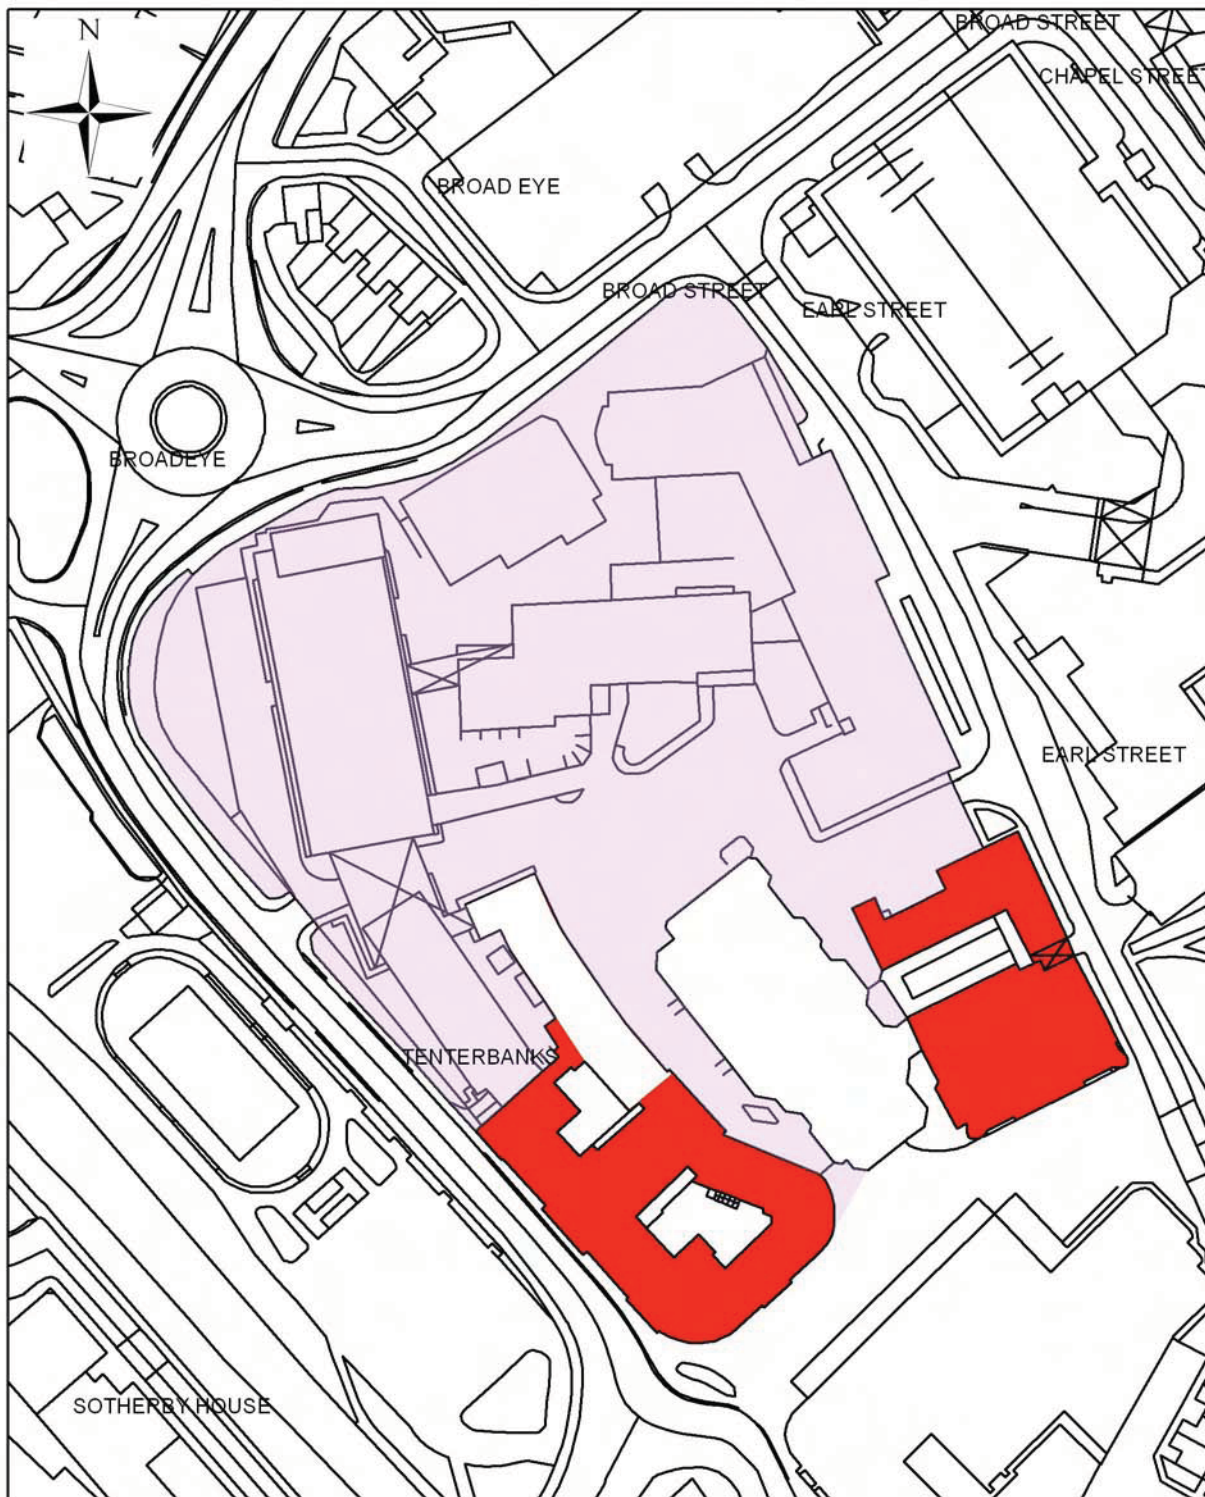 N
BROAD STREET
CHAPEL STREET
BROAD EYE
BROAD STREET
EARL STREET
BROADEYE
EARL STREET
TENTERBANKS
SOTHERBY HOUSE